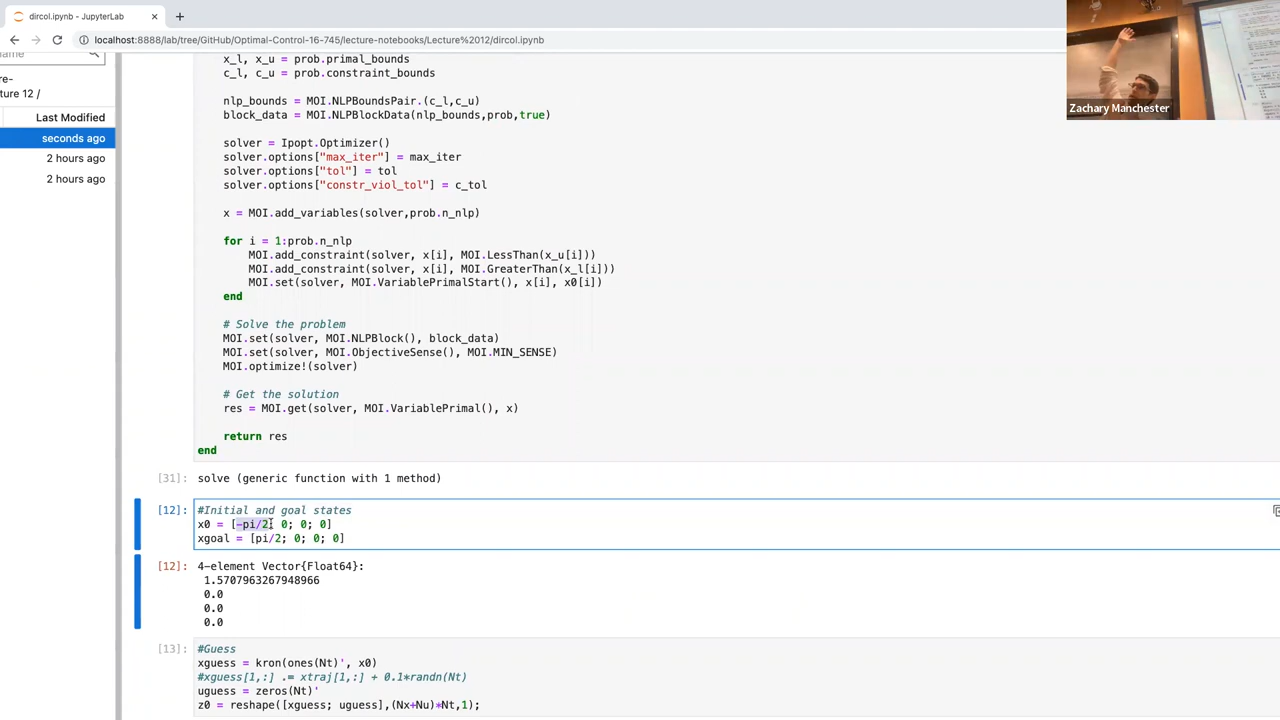 dircol.ipynb - JupyterLab
localhost:8888/lab/tree/GitHub/Optimal-Control-16-745/lecture-notebooks/Lecture%2012/dircol.ipynb
Zachary Manchester
name
re-
ture 12 /
Last Modified
seconds ago
2 hours ago
2 hours ago
x_l, x_u = prob.primal_bounds
c_l, c_u = prob.constraint_bounds
nlp_bounds = MOI.NLPBoundsPair.(c_l,c_u)
block_data = MOI.NLPBlockData(nlp_bounds,prob,true)
solver = Ipopt.Optimizer()
solver.options["max_iter"] = max_iter
solver.options["tol"] = tol
solver.options["constr_viol_tol"] = c_tol
x = MOI.add_variables(solver,prob.n_nlp)
for i = 1:prob.n_nlp
MOI.add_constraint(solver, x[i], MOI.LessThan(x_u[i]))
MOI.add_constraint(solver, x[i], MOI.GreaterThan(x_l[i]))
MOI.set(solver, MOI.VariablePrimalStart(), x[i], x0[i])
end
# Solve the problem
MOI.set(solver, MOI.NLPBlock(), block_data)
MOI.set(solver, MOI.ObjectiveSense(), MOI.MIN_SENSE)
MOI.optimize!(solver)
# Get the solution
res = MOI.get(solver, MOI.VariablePrimal(), x)
return res
end
[31]: solve (generic function with 1 method)
[12]: #Initial and goal states
x0 = [-pi/2; 0; 0; 0]
xgoal = [pi/2; 0; 0; 0]
[12]: 4-element Vector{Float64}:
1.5707963267948966
0.0
0.0
0.0
[13]: #Guess
xguess = kron(ones(Nt)', x0)
#xguess[1,:] .= xtraj[1,:] + 0.1*randn(Nt)
uguess = zeros(Nt)'
z0 = reshape([xguess; uguess],(Nx+Nu)*Nt,1);